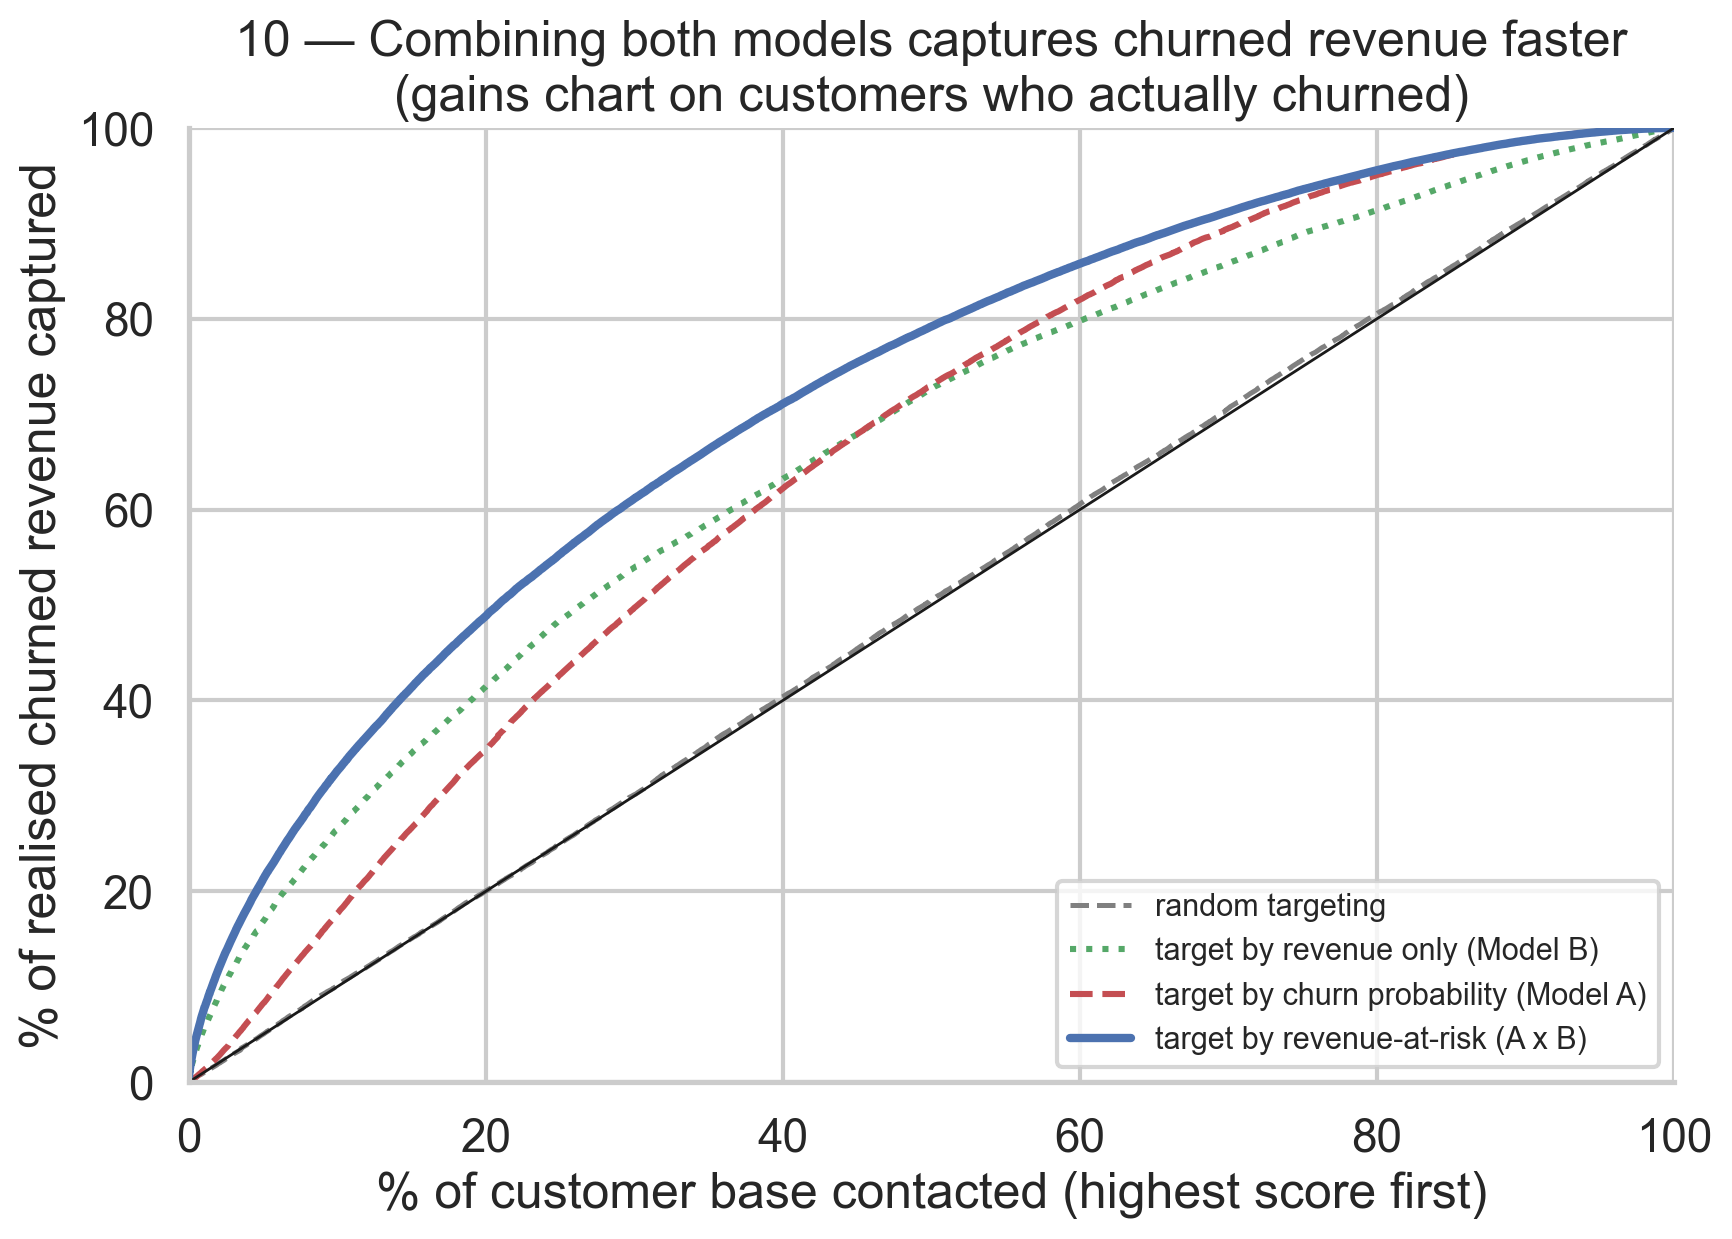 10 — Combining both models captures churned revenue faster
(gains chart on customers who actually churned)
% of realised churned revenue captured
100
80
60
40
20
0
random targeting
target by revenue only (Model B)
target by churn probability (Model A)
target by revenue-at-risk (A x B)
0 20 40 60 80 100
% of customer base contacted (highest score first)